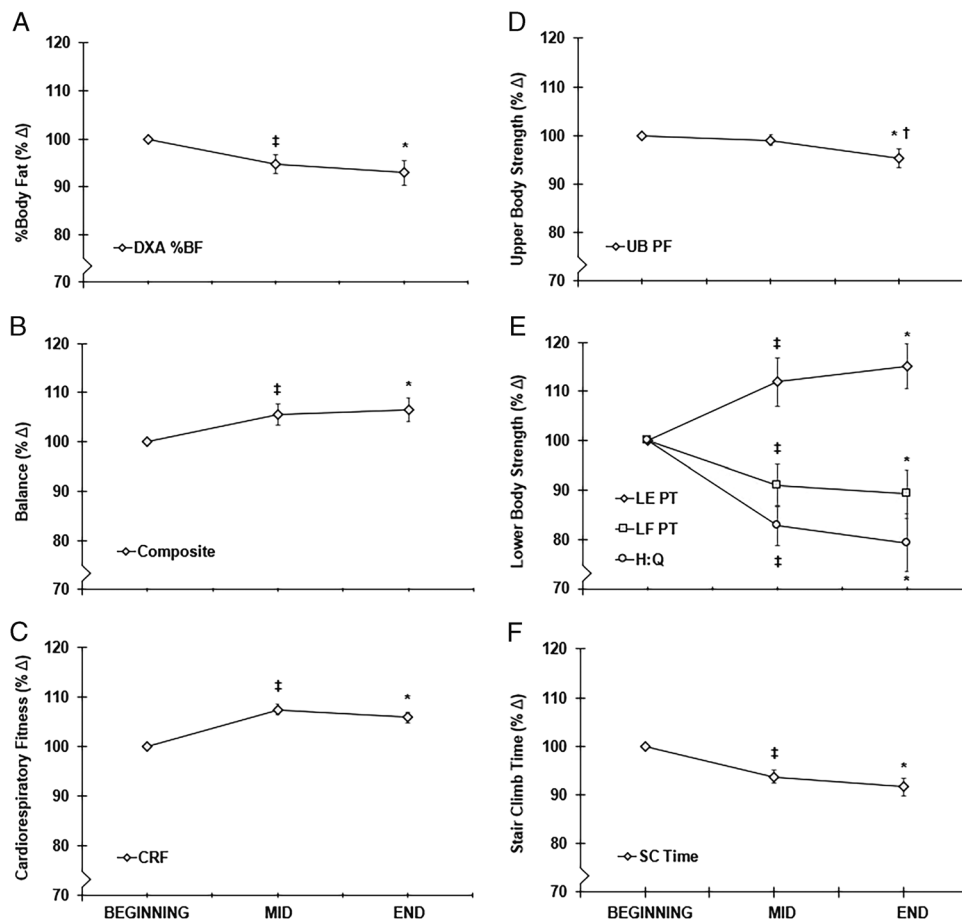 A
120
110
100
90
80
70
%Body Fat (% Δ)
‡
*
DXA %BF
B
120
110
100
90
80
70
Balance (% Δ)
‡
*
Composite
C
120
110
100
90
80
70
Cardiorespiratory Fitness (% Δ)
‡
*
CRF
BEGINNING MID END
D
120
110
100
90
80
70
Upper Body Strength (% Δ)
* †
UB PF
E
120
110
100
90
80
70
Lower Body Strength (% Δ)
‡
*
‡
*
‡
*
LE PT
LF PT
H:Q
F
120
110
100
90
80
70
Stair Climb Time (% Δ)
‡
*
SC Time
BEGINNING MID END